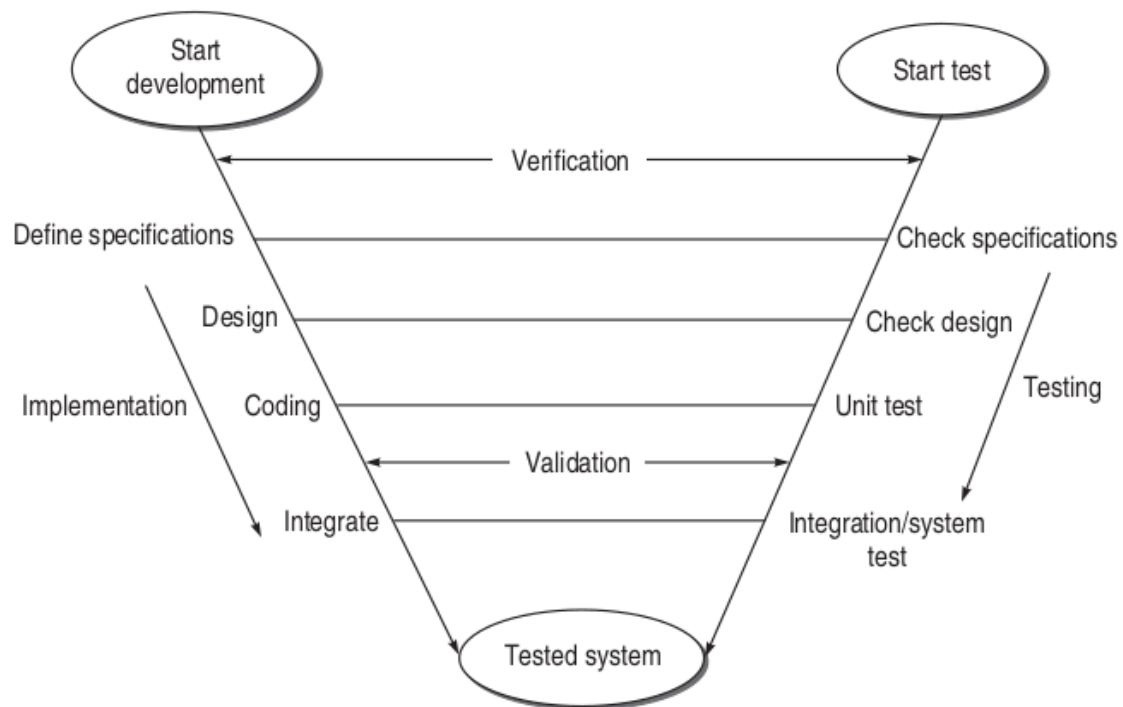 Start
development
Start test
Verification
Define specifications
Check specifications
Design
Check design
Implementation
Coding
Unit test
Testing
Validation
Integrate
Integration/system
test
Tested system